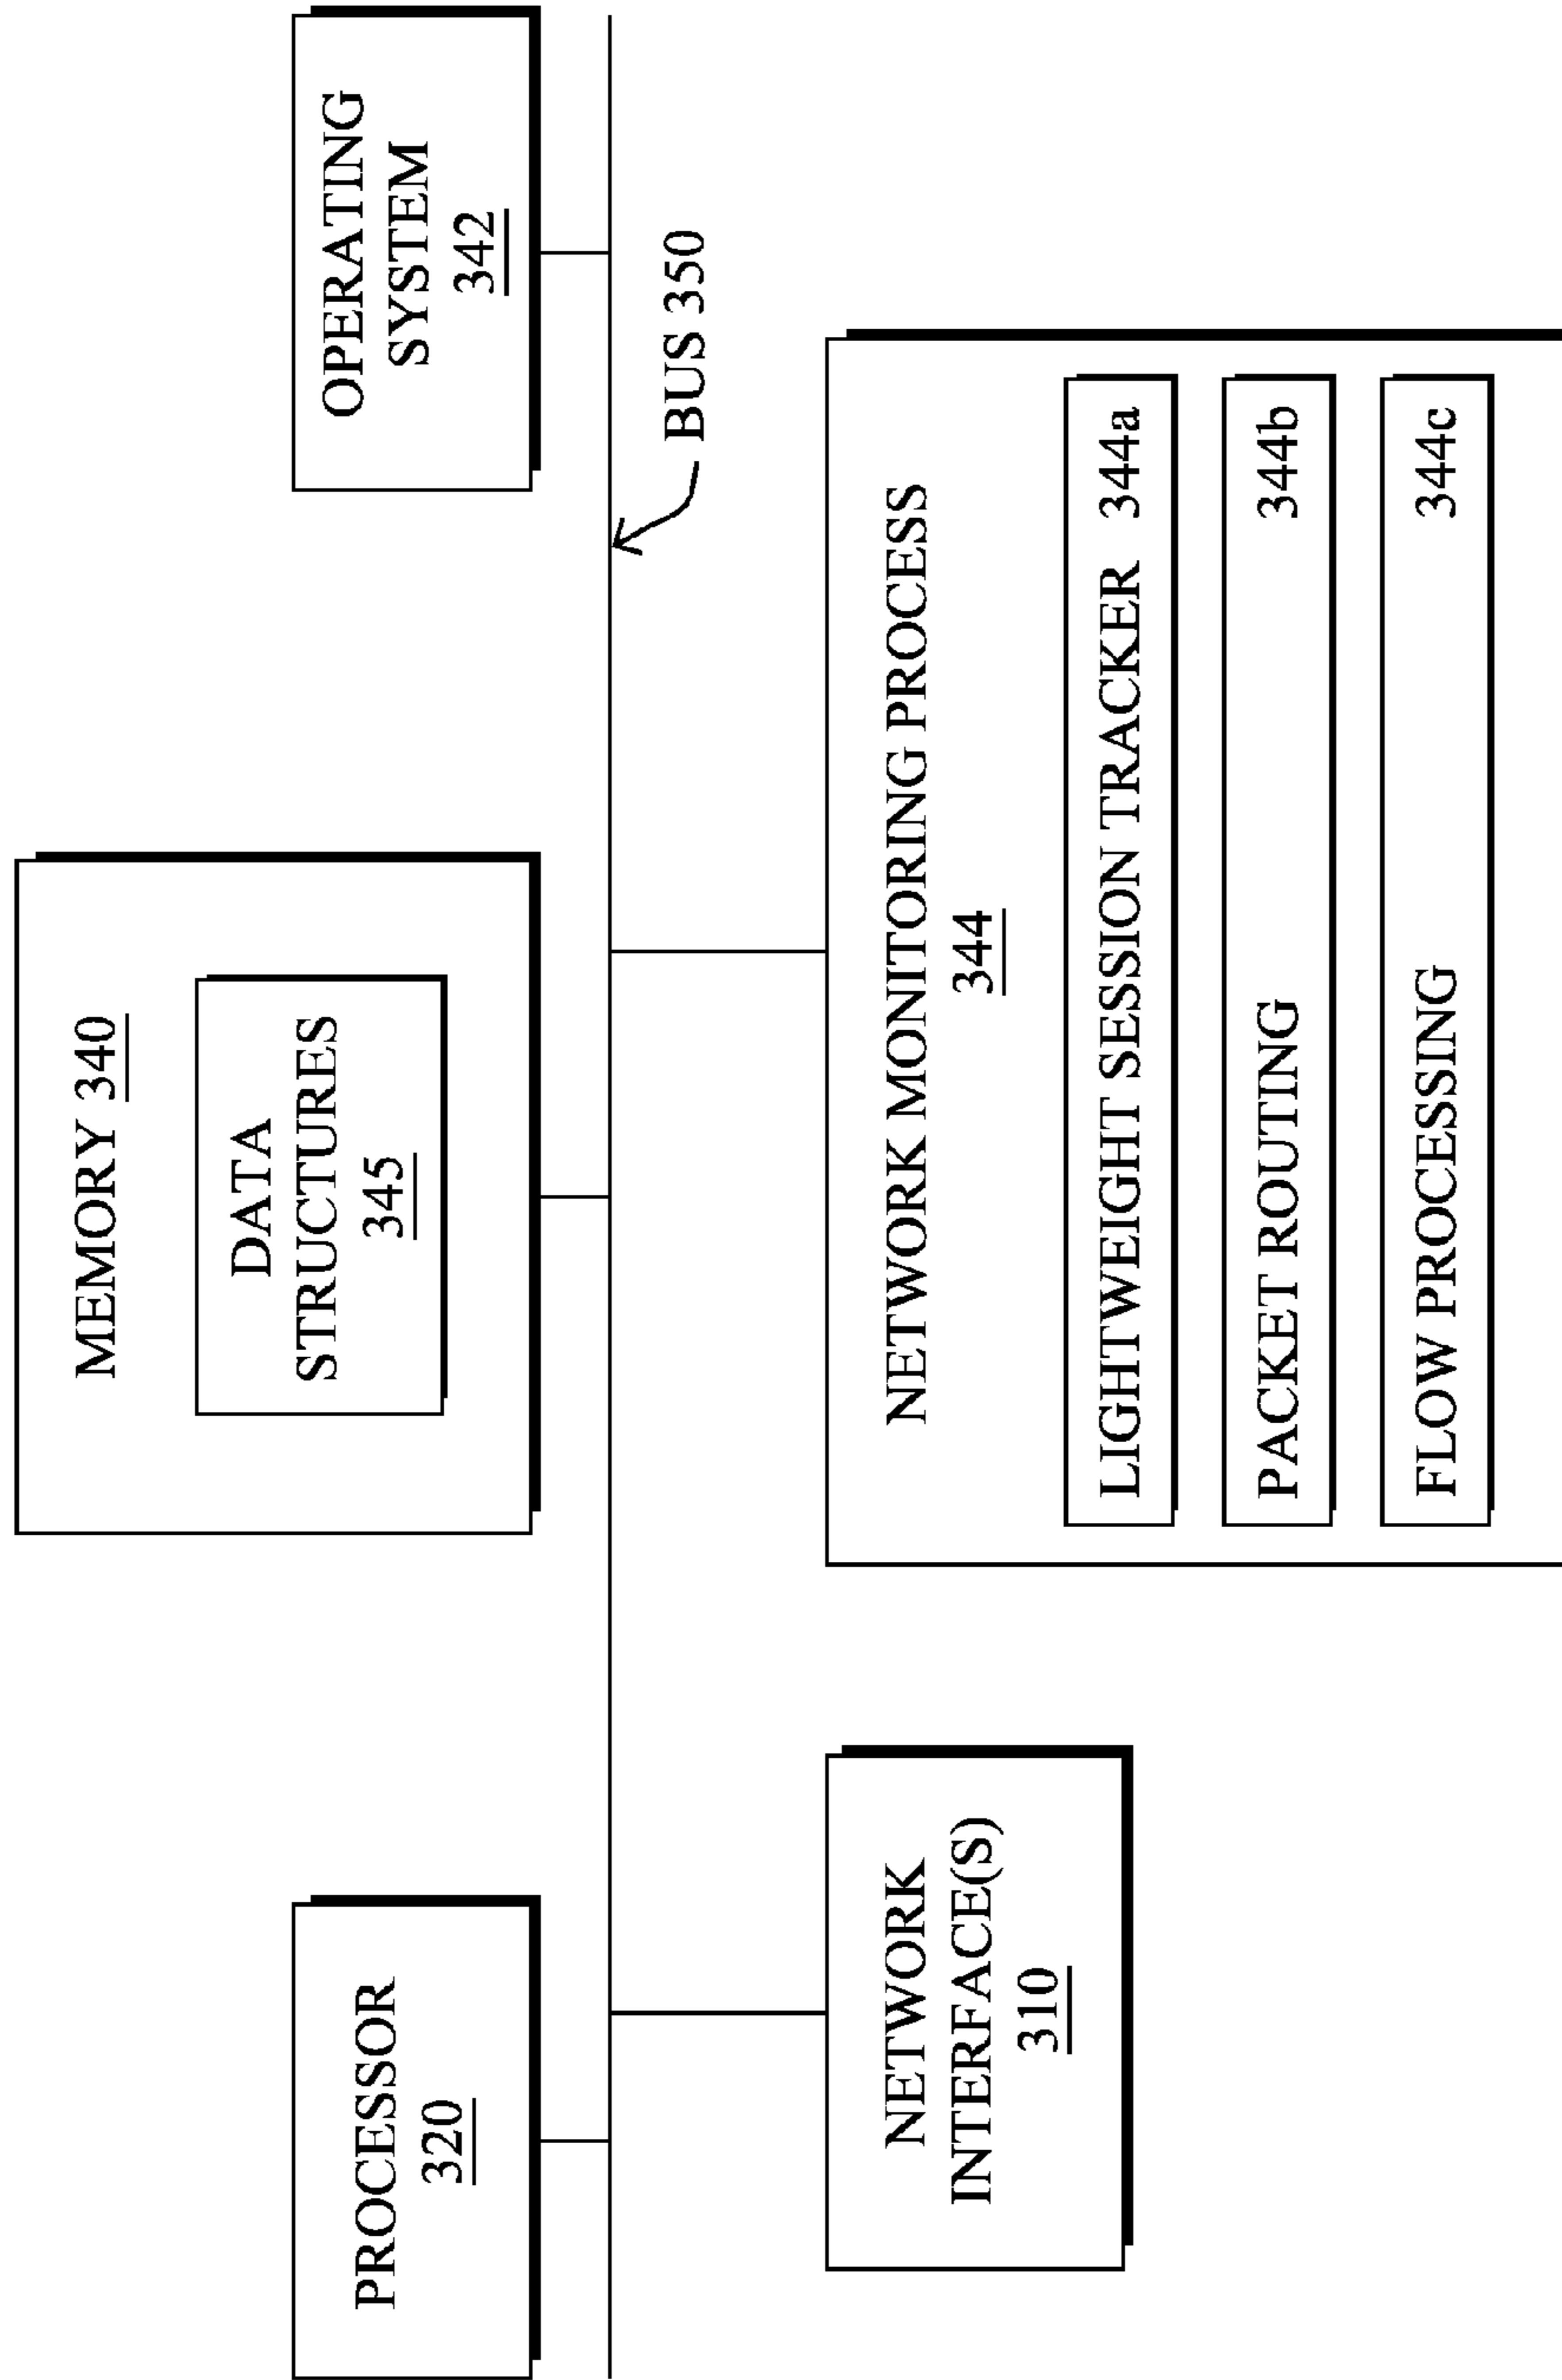 PROCESSOR
320
MEMORY 340
DATA
STRUCTURES
345
OPERATING
SYSTEM
342
BUS 350
NETWORK
INTERFACE(S)
310
NETWORK MONITORING PROCESS
344
LIGHTWEIGHT SESSION TRACKER 344a
PACKET ROUTING 344b
FLOW PROCESSING 344c